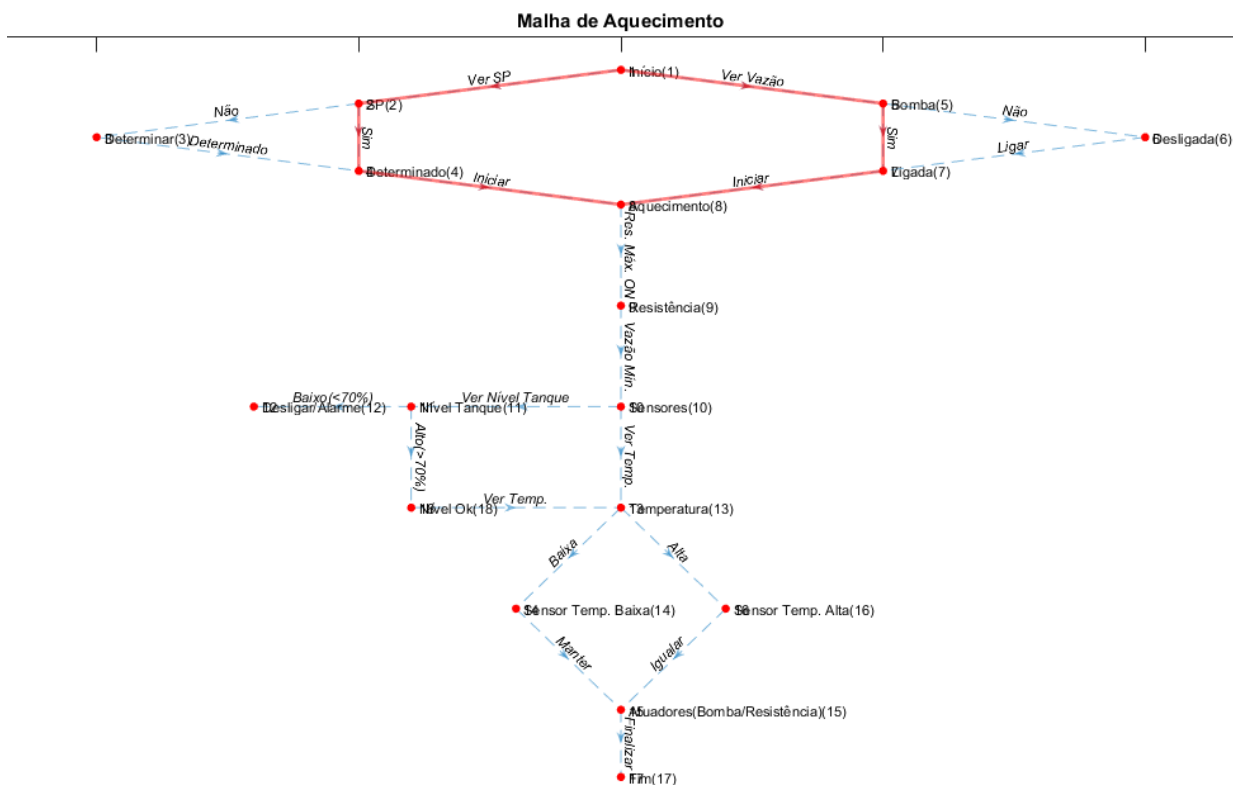 Malha de Aquecimento
Início(1)
Ver SP
Ver Vazão
SP(2)
Bomba(5)
Não
Sim
Sim
Não
Determinar(3)
Determinado
Ligar
Desligada(6)
Determinado(4)
Ligada(7)
Iniciar
Iniciar
Aquecimento(8)
Res. Máx. ON
Resistência(9)
Vazão Mín.
Baixo(<70%)
Ver Nível Tanque
Desligar/Alarme(12)
Nível Tanque(11)
Sensores(10)
Alto(>70%)
Ver Temp.
Ver Temp.
Nível Ok(18)
Temperatura(13)
Baixa
Alta
Sensor Temp. Baixa(14)
Sensor Temp. Alta(16)
Manter
Igualar
Atuadores(Bomba/Resistência)(15)
Finalizar
Fim(17)